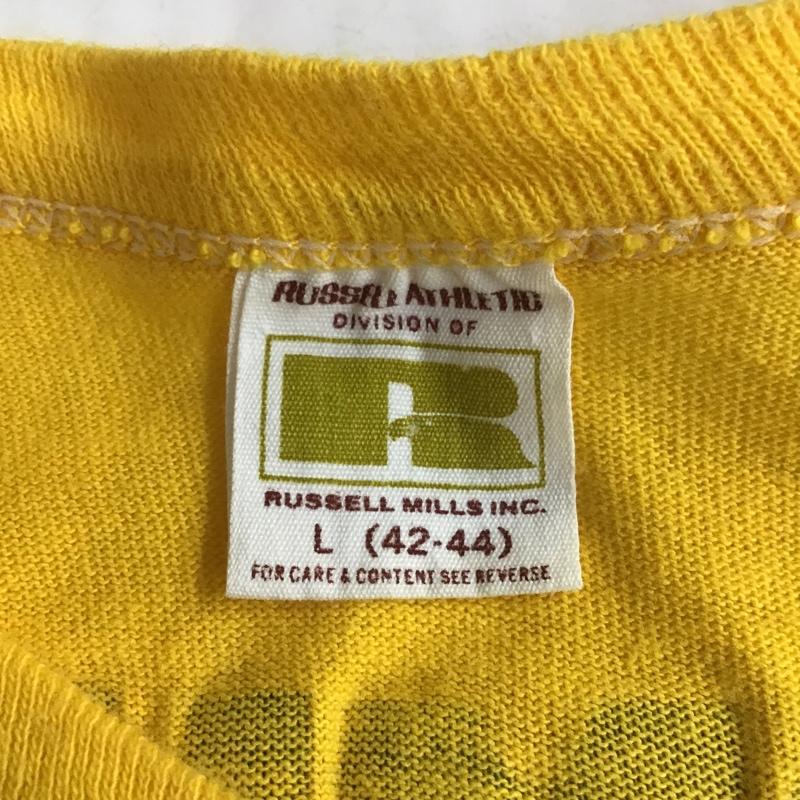 RUSSELL ATHLETIC
DIVISION OF
R
RUSSELL MILLS INC.
L (42-44)
FOR CARE & CONTENT SEE REVERSE